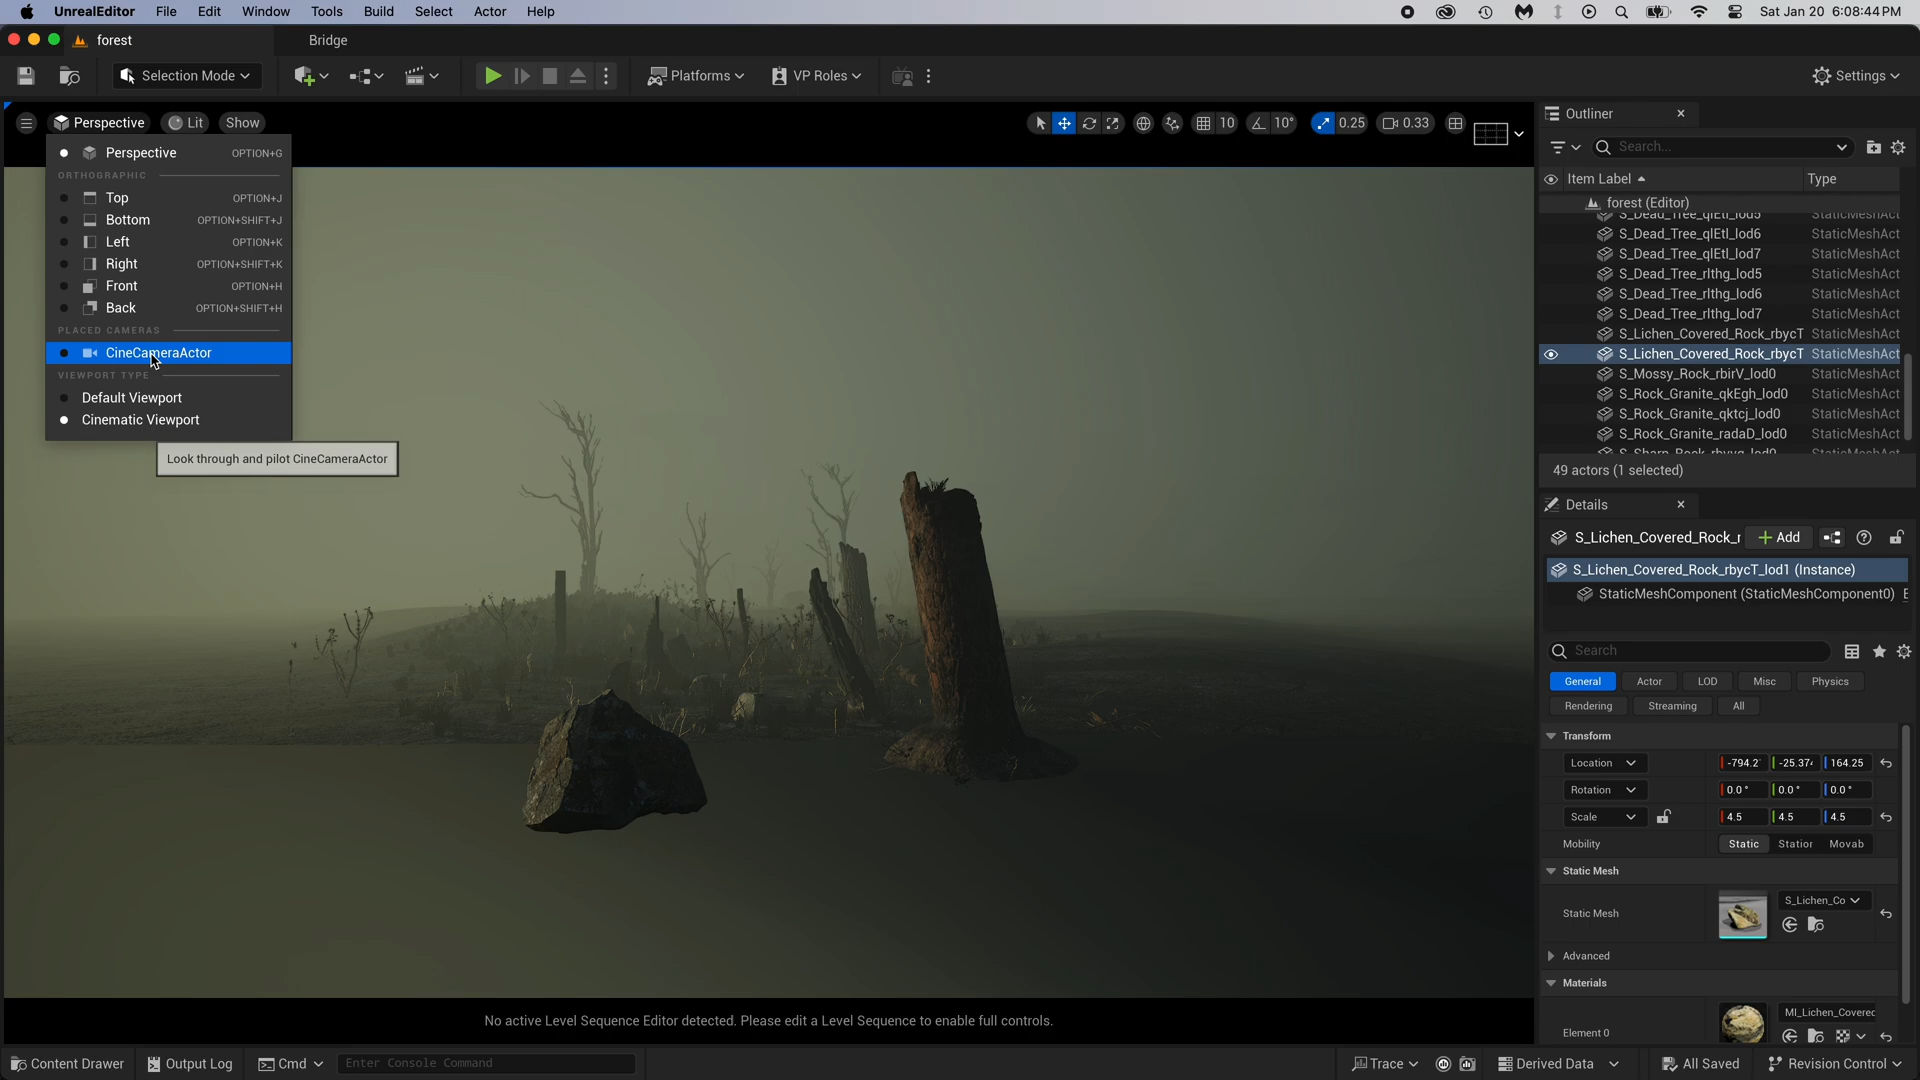 UnrealEditor File Edit Window Tools Build Select Actor Help Sat Jan 20 6:08:44 PM
forest Bridge
Selection Mode Platforms VP Roles Settings
Perspective Lit Show 10 10° 0.25 0.33
Perspective OPTION+G
ORTHOGRAPHIC
Top OPTION+J
Bottom OPTION+SHIFT+J
Left OPTION+K
Right OPTION+SHIFT+K
Front OPTION+H
Back OPTION+SHIFT+H
PLACED CAMERAS
CineCameraActor
VIEWPORT TYPE
Default Viewport
Cinematic Viewport
Look through and pilot CineCameraActor
No active Level Sequence Editor detected. Please edit a Level Sequence to enable full controls.
Outliner
Search...
Item Label Type
forest (Editor)
S_Dead_Tree_qlEtl_lod5 StaticMeshAct
S_Dead_Tree_qlEtl_lod6 StaticMeshAct
S_Dead_Tree_qlEtl_lod7 StaticMeshAct
S_Dead_Tree_rlthg_lod5 StaticMeshAct
S_Dead_Tree_rlthg_lod6 StaticMeshAct
S_Dead_Tree_rlthg_lod7 StaticMeshAct
S_Lichen_Covered_Rock_rbycT StaticMeshAct
S_Lichen_Covered_Rock_rbycT StaticMeshAct
S_Mossy_Rock_rbirV_lod0 StaticMeshAct
S_Rock_Granite_qkEgh_lod0 StaticMeshAct
S_Rock_Granite_qktcj_lod0 StaticMeshAct
S_Rock_Granite_radaD_lod0 StaticMeshAct
49 actors (1 selected)
Details
S_Lichen_Covered_Rock_r Add
S_Lichen_Covered_Rock_rbycT_lod1 (Instance)
StaticMeshComponent (StaticMeshComponent0) E
Search
General Actor LOD Misc Physics
Rendering Streaming All
Transform
Location -794.2 -25.374 164.25
Rotation 0.0° 0.0° 0.0°
Scale 4.5 4.5 4.5
Mobility Static Station Movab
Static Mesh
Static Mesh S_Lichen_Co
Advanced
Materials
Element 0 MI_Lichen_Covered
Content Drawer Output Log Cmd Enter Console Command Trace Derived Data All Saved Revision Control